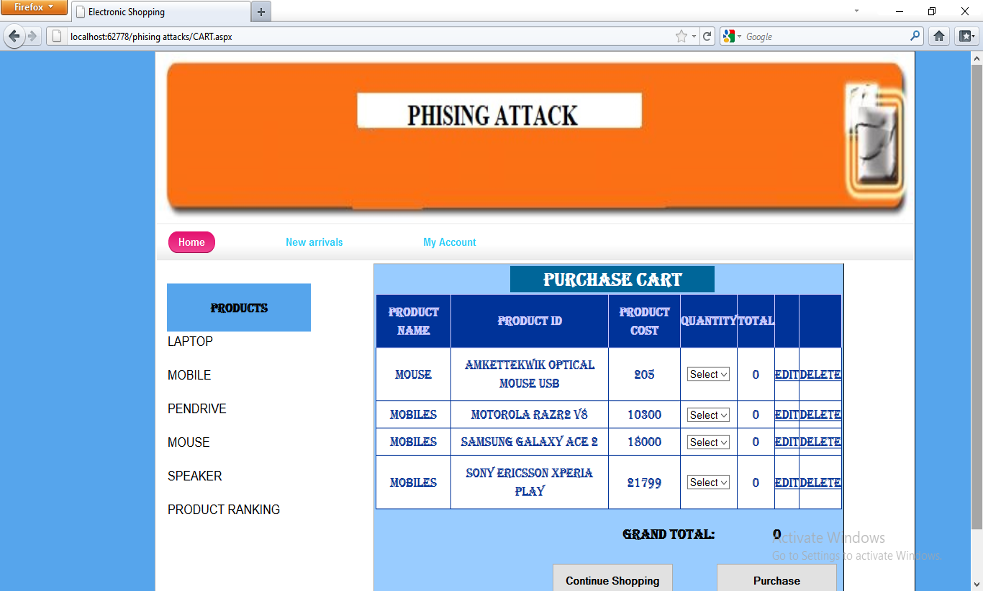 Firefox
Electronic Shopping
localhost:62778/phising attacks/CART.aspx
Google
PHISING ATTACK
Home
New arrivals
My Account
PRODUCTS
LAPTOP
MOBILE
PENDRIVE
MOUSE
SPEAKER
PRODUCT RANKING
PURCHASE CART
PRODUCT NAME PRODUCT ID PRODUCT COST QUANTITY TOTAL
MOUSE AMKETTEKWIK OPTICAL MOUSE USB 205 Select 0 EDIT DELETE
MOBILES MOTOROLA RAZR2 V8 10300 Select 0 EDIT DELETE
MOBILES SAMSUNG GALAXY ACE 2 18000 Select 0 EDIT DELETE
MOBILES SONY ERICSSON XPERIA PLAY 21799 Select 0 EDIT DELETE
GRAND TOTAL: 0
Activate Windows
Go to Settings to activate Windows.
Continue Shopping
Purchase